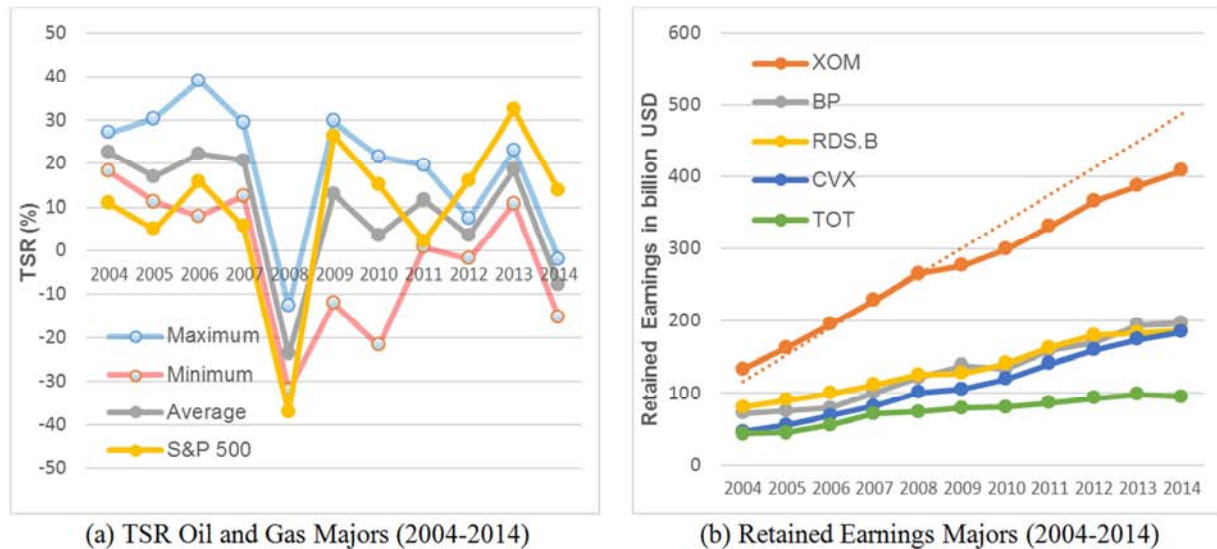 50
40
30
20
10
0
-10
-20
-30
-40
-50
TSR (%)
2004 2005 2006 2007 2008 2009 2010 2011 2012 2013 2014
Maximum
Minimum
Average
S&P 500
(a) TSR Oil and Gas Majors (2004-2014)
600
500
400
300
200
100
0
Retained Earnings in billion USD
XOM
BP
RDS.B
CVX
TOT
2004 2005 2006 2007 2008 2009 2010 2011 2012 2013 2014
(b) Retained Earnings Majors (2004-2014)